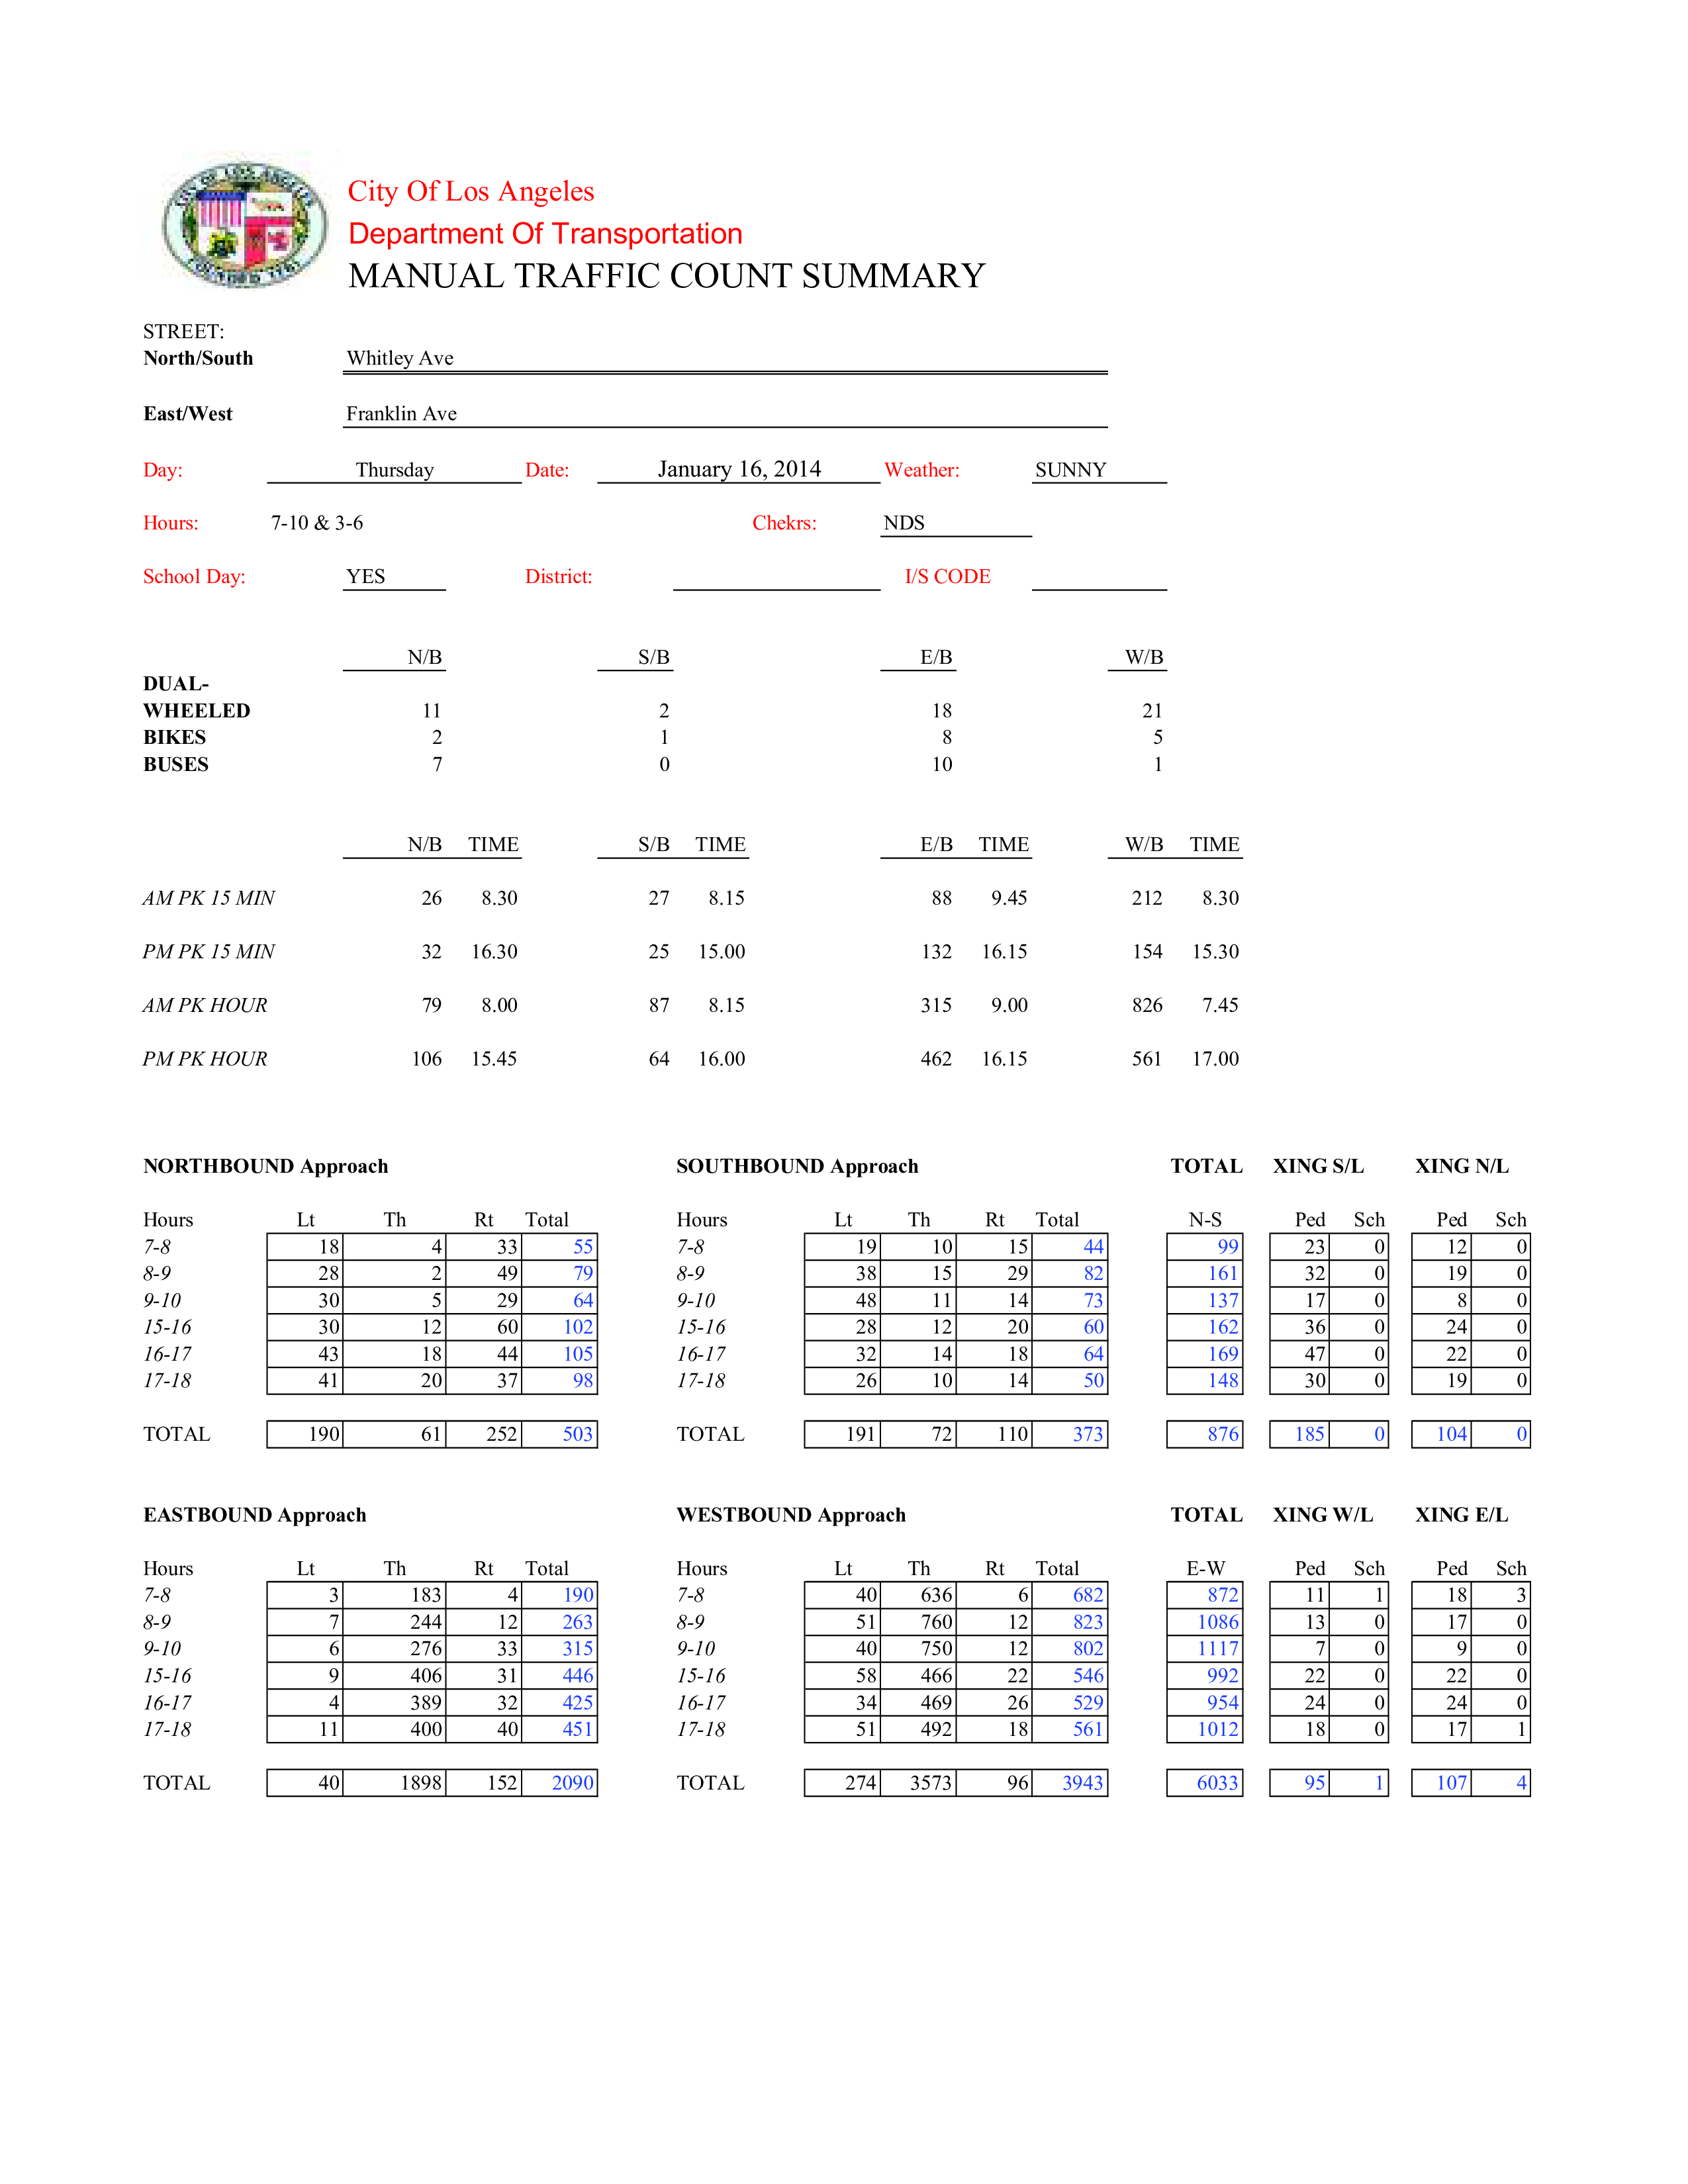 City Of Los Angeles
Department Of Transportation
MANUAL TRAFFIC COUNT SUMMARY
STREET:
North/South Whitley Ave
East/West Franklin Ave
Day: Thursday Date: January 16, 2014 Weather: SUNNY
Hours: 7-10 & 3-6 Chekrs: NDS
School Day: YES District: I/S CODE
N/B S/B E/B W/B
DUAL-
WHEELED 11 2 18 21
BIKES 2 1 8 5
BUSES 7 0 10 1
N/B TIME S/B TIME E/B TIME W/B TIME
AM PK 15 MIN 26 8.30 27 8.15 88 9.45 212 8.30
PM PK 15 MIN 32 16.30 25 15.00 132 16.15 154 15.30
AM PK HOUR 79 8.00 87 8.15 315 9.00 826 7.45
PM PK HOUR 106 15.45 64 16.00 462 16.15 561 17.00
NORTHBOUND Approach SOUTHBOUND Approach TOTAL XING S/L XING N/L
Hours Lt Th Rt Total Hours Lt Th Rt Total N-S Ped Sch Ped Sch
7-8 18 4 33 55 7-8 19 10 15 44 99 23 0 12 0
8-9 28 2 49 79 8-9 38 15 29 82 161 32 0 19 0
9-10 30 5 29 64 9-10 48 11 14 73 137 17 0 8 0
15-16 30 12 60 102 15-16 28 12 20 60 162 36 0 24 0
16-17 43 18 44 105 16-17 32 14 18 64 169 47 0 22 0
17-18 41 20 37 98 17-18 26 10 14 50 148 30 0 19 0
TOTAL 190 61 252 503 TOTAL 191 72 110 373 876 185 0 104 0
EASTBOUND Approach WESTBOUND Approach TOTAL XING W/L XING E/L
Hours Lt Th Rt Total Hours Lt Th Rt Total E-W Ped Sch Ped Sch
7-8 3 183 4 190 7-8 40 636 6 682 872 11 1 18 3
8-9 7 244 12 263 8-9 51 760 12 823 1086 13 0 17 0
9-10 6 276 33 315 9-10 40 750 12 802 1117 7 0 9 0
15-16 9 406 31 446 15-16 58 466 22 546 992 22 0 22 0
16-17 4 389 32 425 16-17 34 469 26 529 954 24 0 24 0
17-18 11 400 40 451 17-18 51 492 18 561 1012 18 0 17 1
TOTAL 40 1898 152 2090 TOTAL 274 3573 96 3943 6033 95 1 107 4